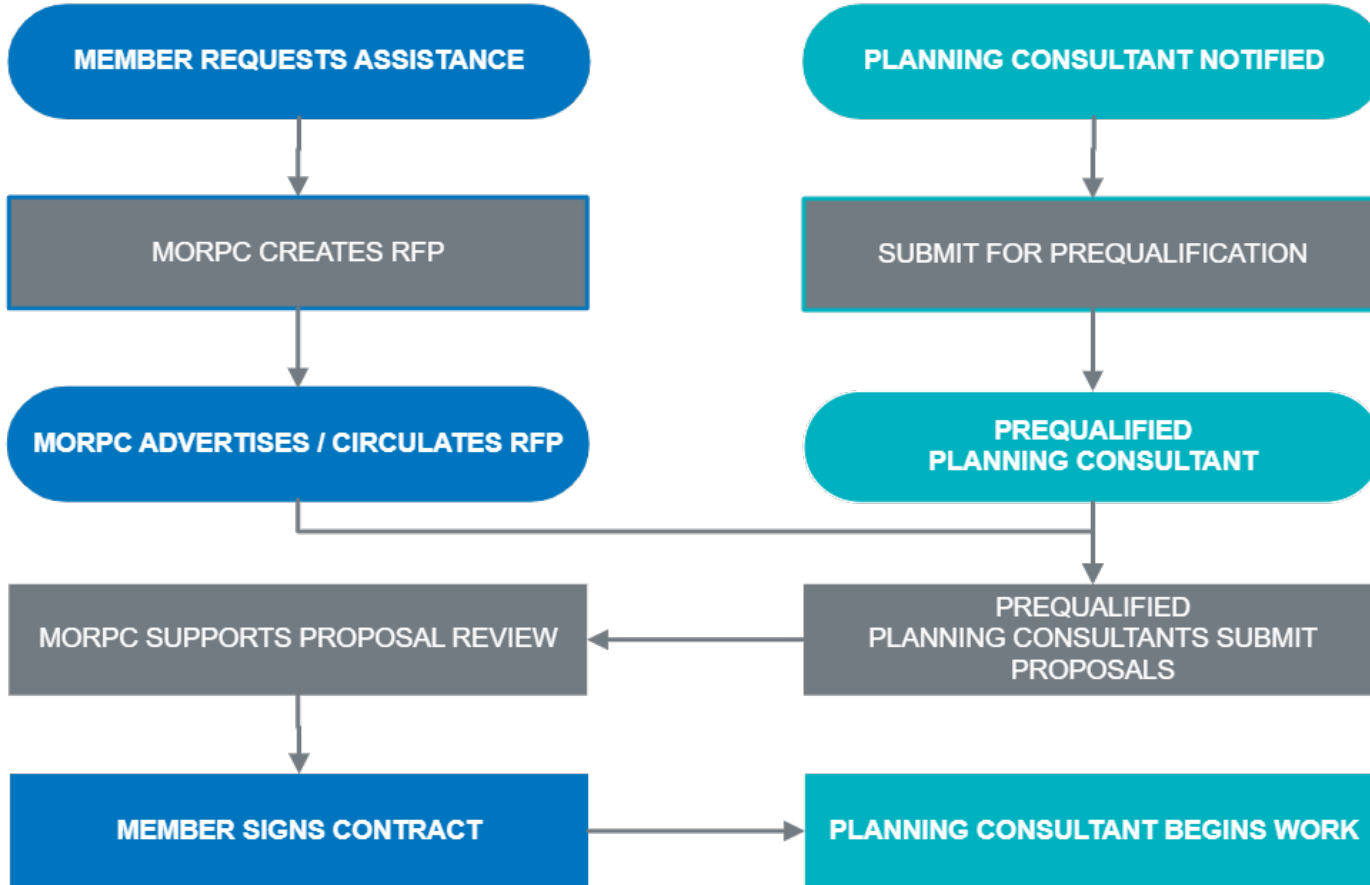 MEMBER REQUESTS ASSISTANCE
PLANNING CONSULTANT NOTIFIED
MORPC CREATES RFP
SUBMIT FOR PREQUALIFICATION
MORPC ADVERTISES / CIRCULATES RFP
PREQUALIFIED
PLANNING CONSULTANT
MORPC SUPPORTS PROPOSAL REVIEW
PREQUALIFIED
PLANNING CONSULTANTS SUBMIT
PROPOSALS
MEMBER SIGNS CONTRACT
PLANNING CONSULTANT BEGINS WORK